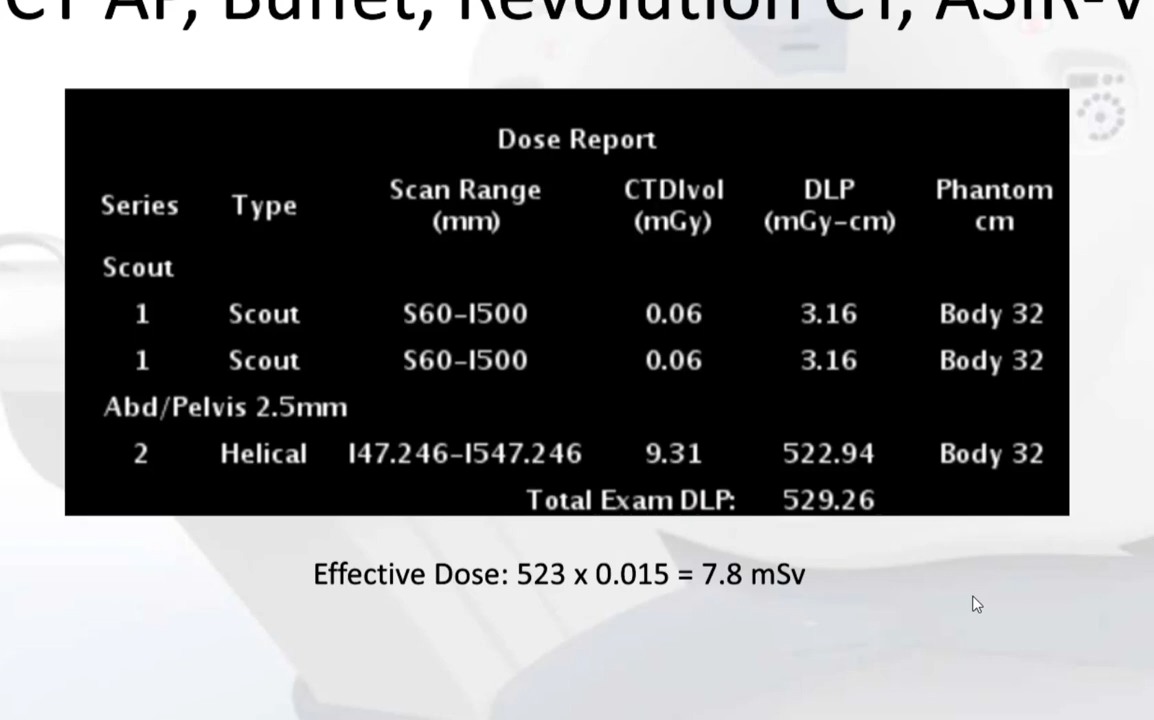 CT AP, Buffet, Revolution CT, ASiR-V
Dose Report
Series Type Scan Range (mm) CTDIvol (mGy) DLP (mGy-cm) Phantom cm
Scout
1 Scout S60-I500 0.06 3.16 Body 32
1 Scout S60-I500 0.06 3.16 Body 32
Abd/Pelvis 2.5mm
2 Helical I47.246-I547.246 9.31 522.94 Body 32
Total Exam DLP: 529.26
Effective Dose: 523 x 0.015 = 7.8 mSv